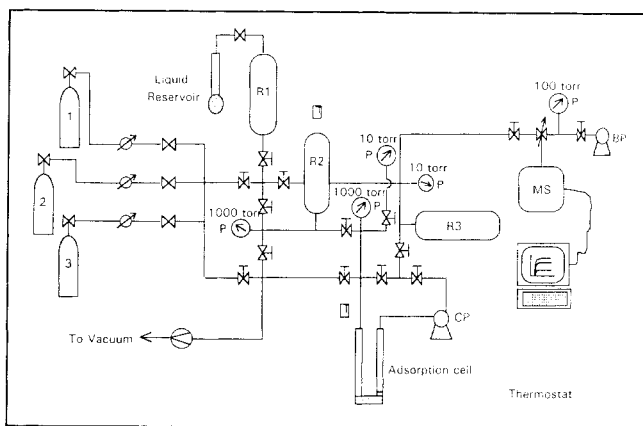 100 torr
P
Liquid
Reservoir
R1
1
10 torr
P
BP
R2
10 torr
P
MS
2
1000 torr
P
1000 torr
P
R3
3
To Vacuum
CP
Adsorption cell
Thermostat